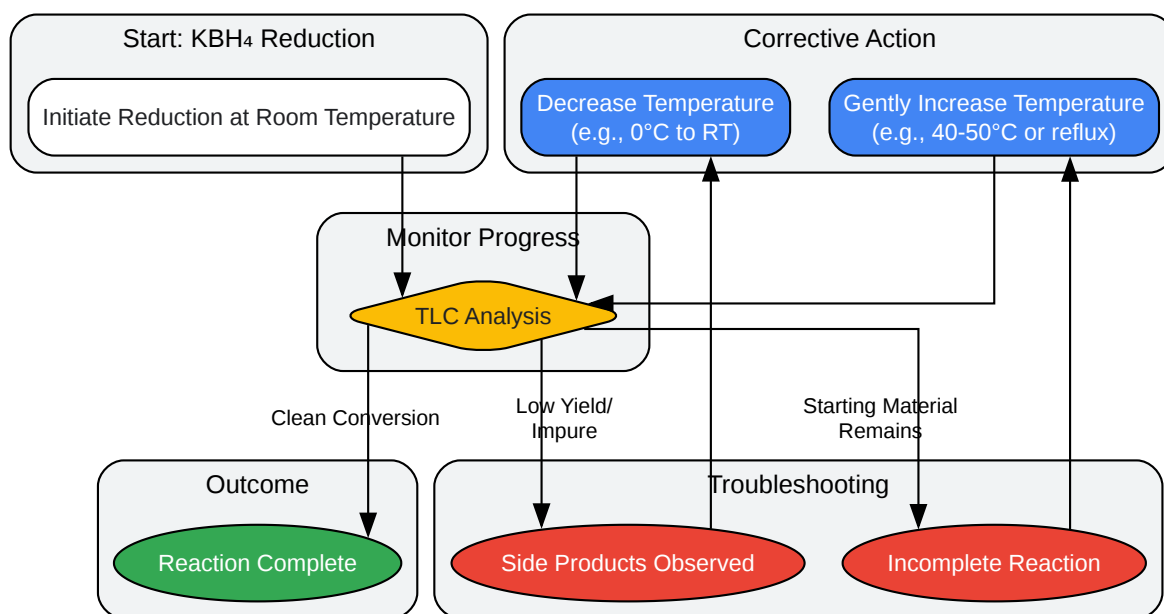 Start: KBH₄ Reduction
Initiate Reduction at Room Temperature
Corrective Action
Decrease Temperature
(e.g., 0°C to RT)
Gently Increase Temperature
(e.g., 40-50°C or reflux)
Monitor Progress
TLC Analysis
Clean Conversion
Low Yield/
Impure
Starting Material
Remains
Outcome
Reaction Complete
Troubleshooting
Side Products Observed
Incomplete Reaction